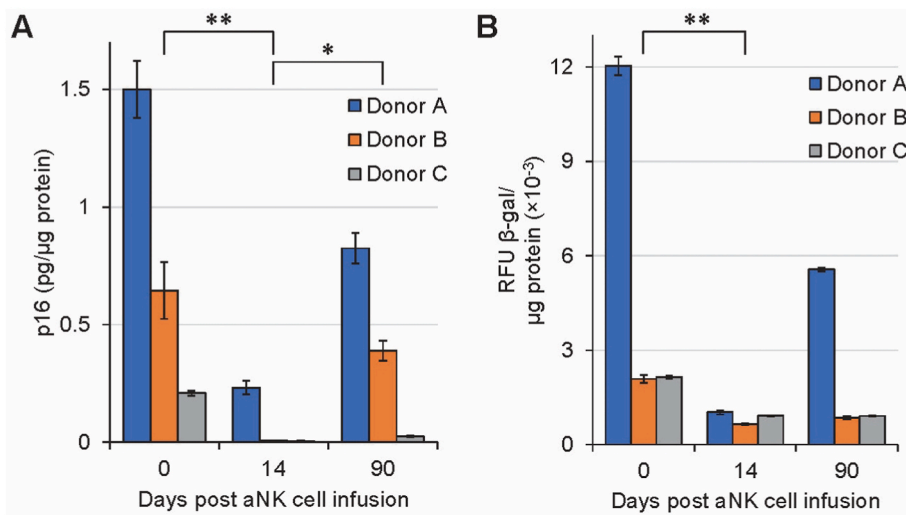 A
**
*
1.5
1
0.5
0
p16 (pg/µg protein)
Donor A
Donor B
Donor C
0 14 90
Days post aNK cell infusion
B
**
12
9
6
3
0
RFU β-gal/
µg protein (×10⁻³)
Donor A
Donor B
Donor C
0 14 90
Days post aNK cell infusion